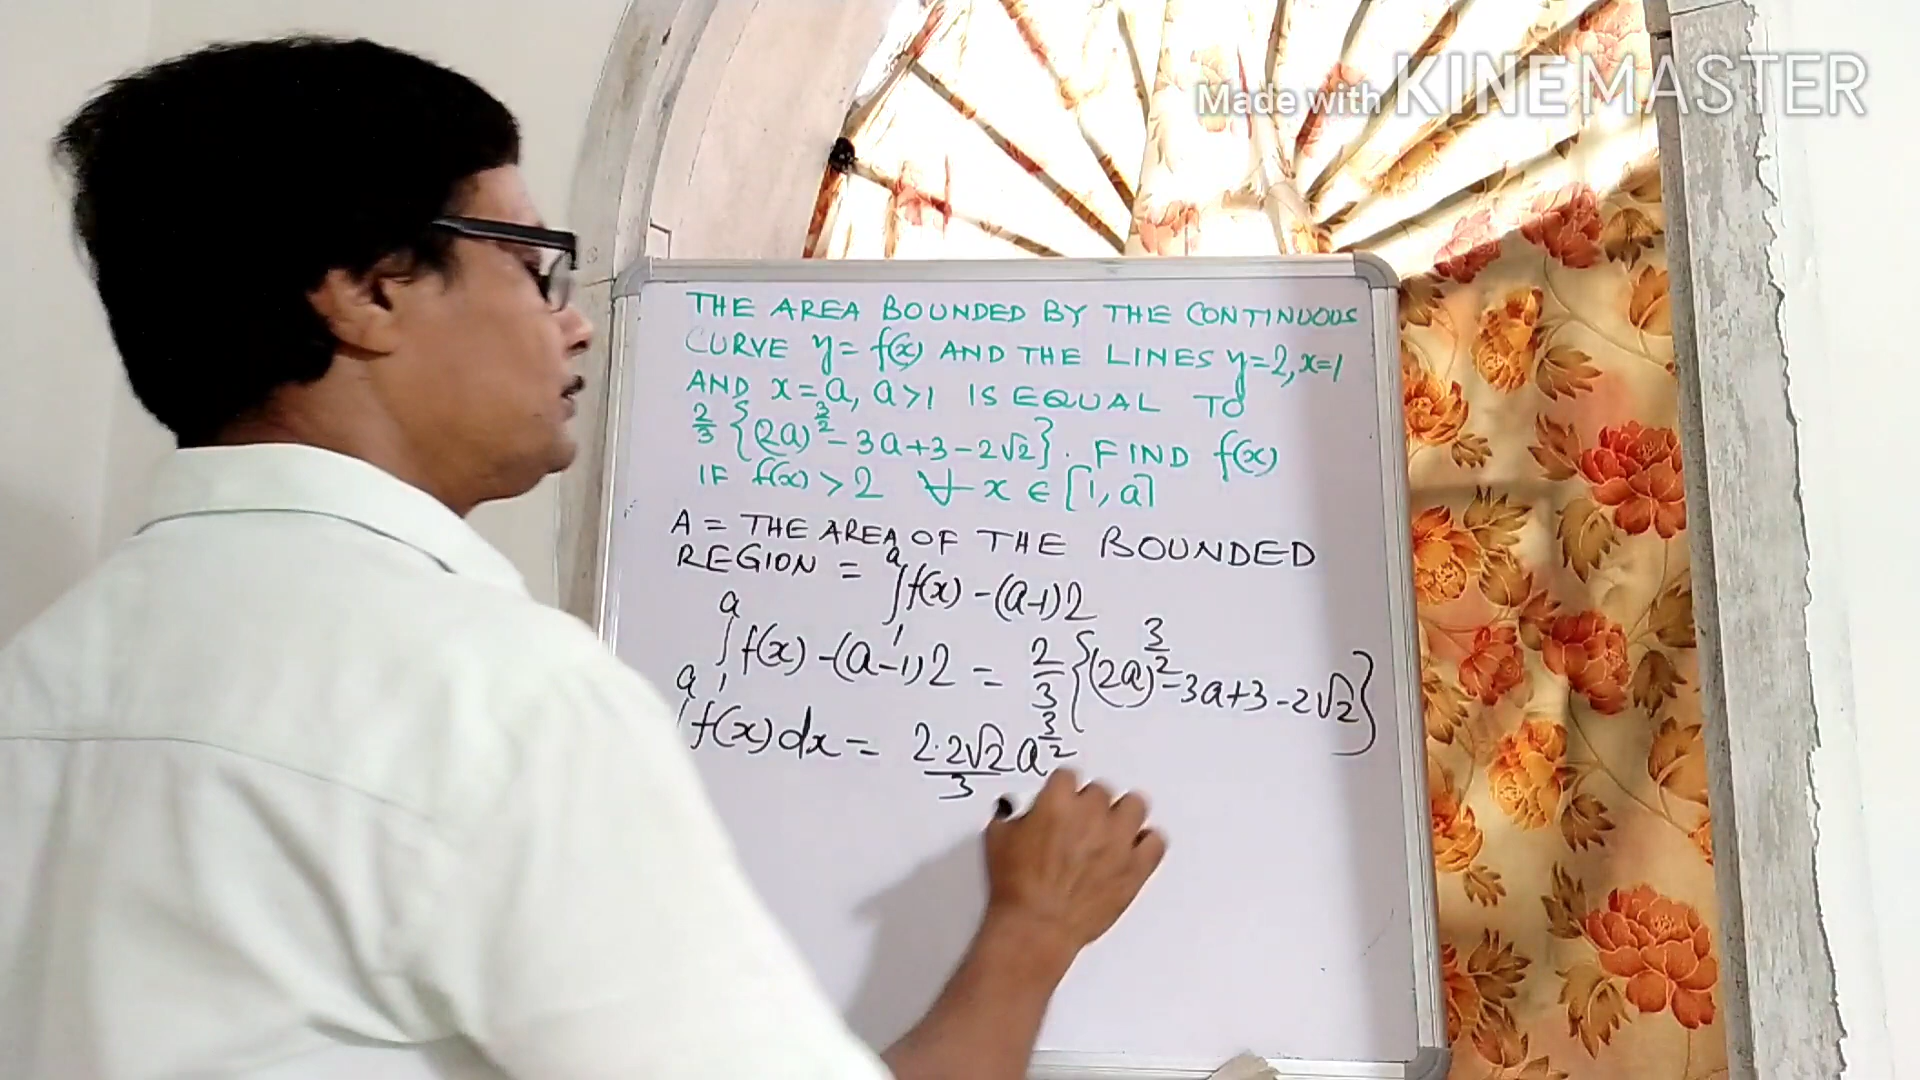 Made with KINEMASTER
THE AREA BOUNDED BY THE CONTINUOUS
CURVE y = f(x) AND THE LINES y=2, x=1
AND x = a, a>1 IS EQUAL TO
2/3 {(2a)^3/2 - 3a+3-2√2}. FIND f(x)
IF f(x) > 2 ∀ x ∈ [1, a]
A = THE AREA OF THE BOUNDED
REGION = ∫₁ᵃ f(x) - (a-1)2
∫₁ᵃ f(x) - (a-1)2 = 2/3 {(2a)^3/2 - 3a+3-2√2}
∫ᵃ f(x)dx = 2·2√2/3 a^3/2